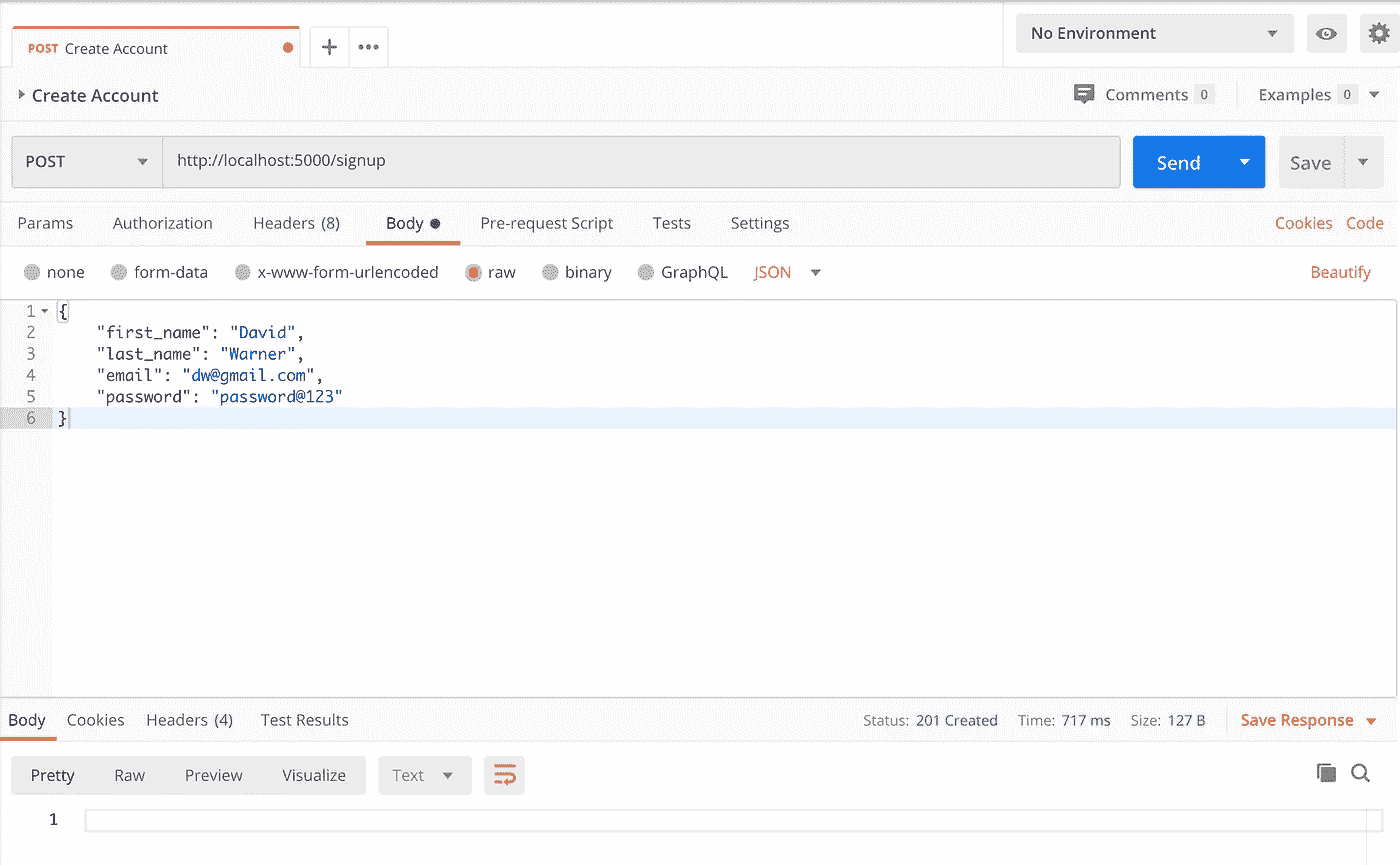 POST Create Account
No Environment
Create Account
Comments 0
Examples 0
POST
http://localhost:5000/signup
Send
Save
Params Authorization Headers (8) Body Pre-request Script Tests Settings Cookies Code
none form-data x-www-form-urlencoded raw binary GraphQL JSON Beautify
1 {
2 "first_name": "David",
3 "last_name": "Warner",
4 "email": "dw@gmail.com",
5 "password": "password@123"
6 }
Body Cookies Headers (4) Test Results Status: 201 Created Time: 717 ms Size: 127 B Save Response
Pretty Raw Preview Visualize Text
1